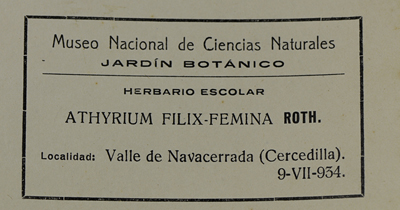 Museo Nacional de Ciencias Naturales
JARDÍN BOTÁNICO
HERBARIO ESCOLAR
ATHYRIUM FILIX-FEMINA ROTH.
Localidad: Valle de Navacerrada (Cercedilla).
9-VII-934.